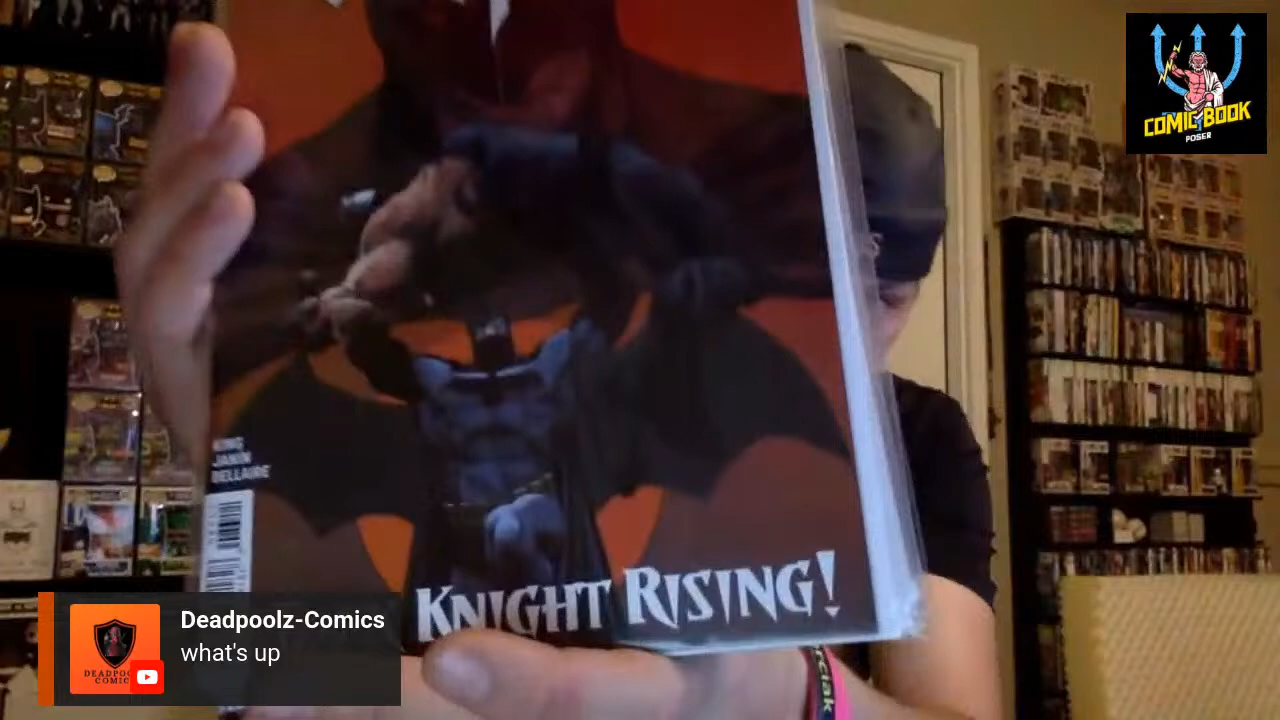 COMIC BOOK
POSER
KING
JANIN
BELLAIRE
KNIGHT RISING!
Deadpoolz-Comics
what's up